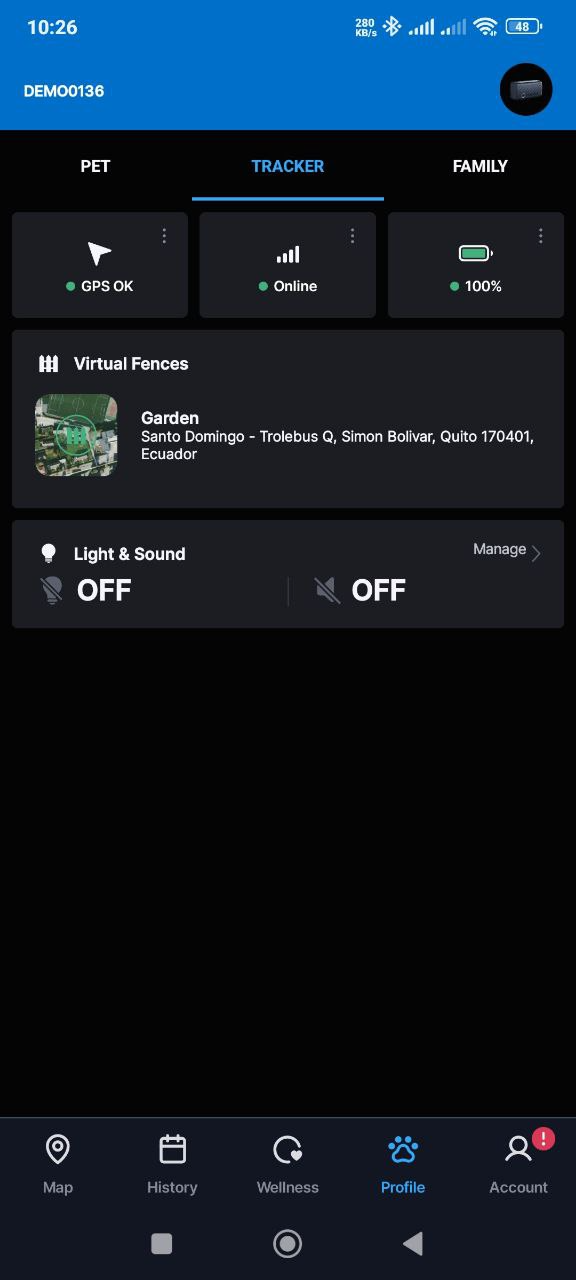 10:26
280
KB/s
48
DEMO0136
PET
TRACKER
FAMILY
GPS OK
Online
100%
Virtual Fences
Garden
Santo Domingo - Trolebus Q, Simon Bolivar, Quito 170401,
Ecuador
Light & Sound
Manage
OFF
OFF
!
Map
History
Wellness
Profile
Account